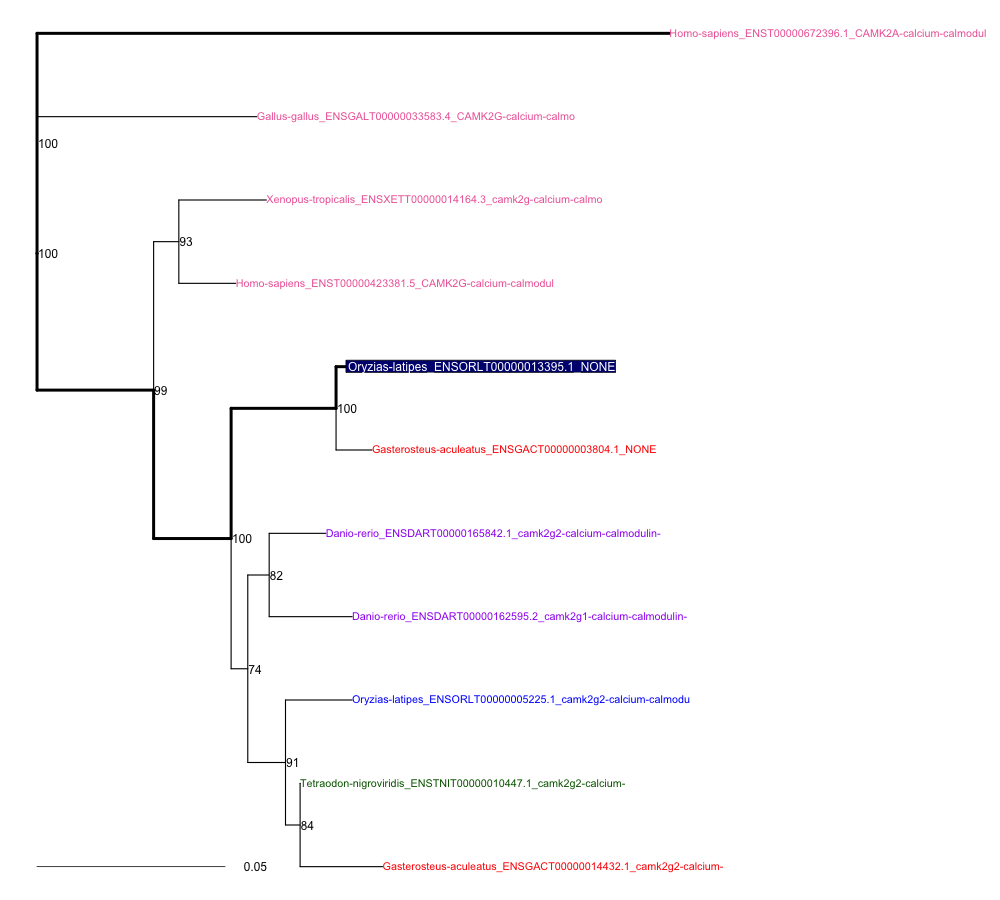 Homo-sapiens_ENST00000672396.1_CAMK2A-calcium-calmodul
Gallus-gallus_ENSGALT00000033583.4_CAMK2G-calcium-calmo
100
Xenopus-tropicalis_ENSXETT00000014164.3_camk2g-calcium-calmo
93
100
Homo-sapiens_ENST00000423381.5_CAMK2G-calcium-calmodul
Oryzias-latipes_ENSORLT00000013395.1_NONE
99
100
Gasterosteus-aculeatus_ENSGACT00000003804.1_NONE
Danio-rerio_ENSDART00000165842.1_camk2g2-calcium-calmodulin-
100
82
Danio-rerio_ENSDART00000162595.2_camk2g1-calcium-calmodulin-
74
Oryzias-latipes_ENSORLT00000005225.1_camk2g2-calcium-calmodu
91
Tetraodon-nigroviridis_ENSTNIT00000010447.1_camk2g2-calcium-
84
0.05
Gasterosteus-aculeatus_ENSGACT00000014432.1_camk2g2-calcium-